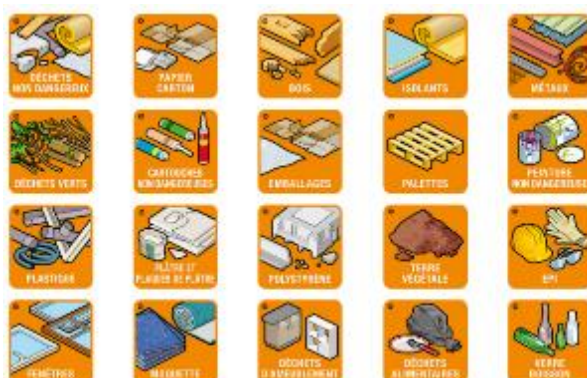 DÉCHETS
NON DANGEREUX
PAPIER
CARTON
BOIS
ISOLANTS
MÉTAUX
DÉCHETS VERTS
CARTOUCHES
NON DANGEREUSES
EMBALLAGES
PALETTES
PEINTURE
NON DANGEREUSE
PLASTIQUE
PLÂTRE ET
PLAQUES DE PLÂTRE
POLYSTYRÈNE
TERRE
VÉGÉTALE
EPI
FENÊTRES
MOQUETTE
DÉCHETS
D'AMEUBLEMENT
DÉCHETS
ALIMENTAIRES
VERRE
BOISSON